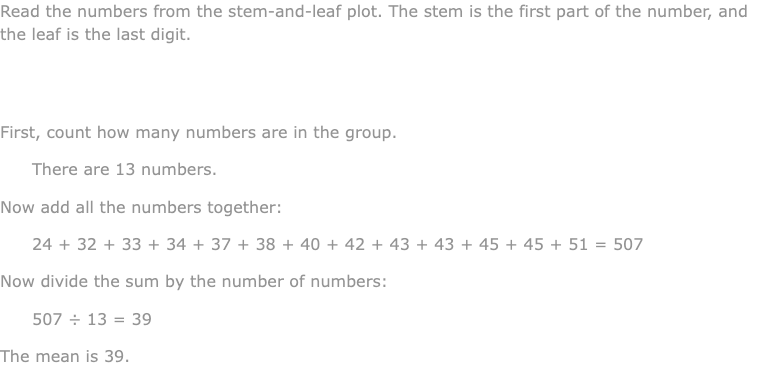 Read the numbers from the stem-and-leaf plot. The stem is the first part of the number, and
the leaf is the last digit.
First, count how many numbers are in the group.
There are 13 numbers.
Now add all the numbers together:
24 + 32 + 33 + 34 + 37 + 38 + 40 + 42 + 43 + 43 + 45 + 45 + 51 = 507
Now divide the sum by the number of numbers:
507 ÷ 13 = 39
The mean is 39.